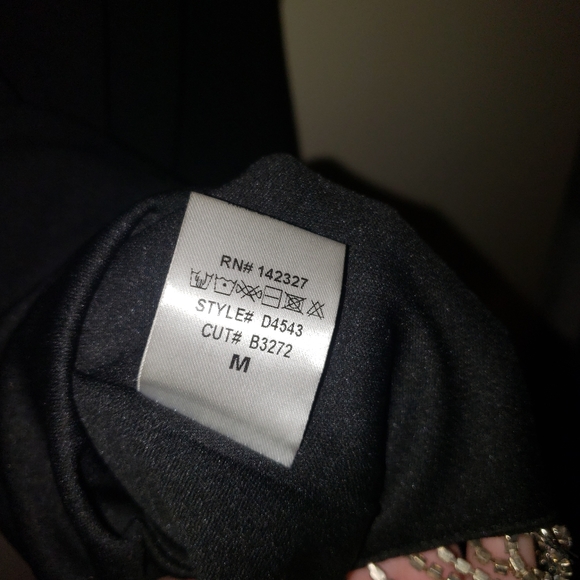 RN# 142327
STYLE# D4543
CUT# B3272
M